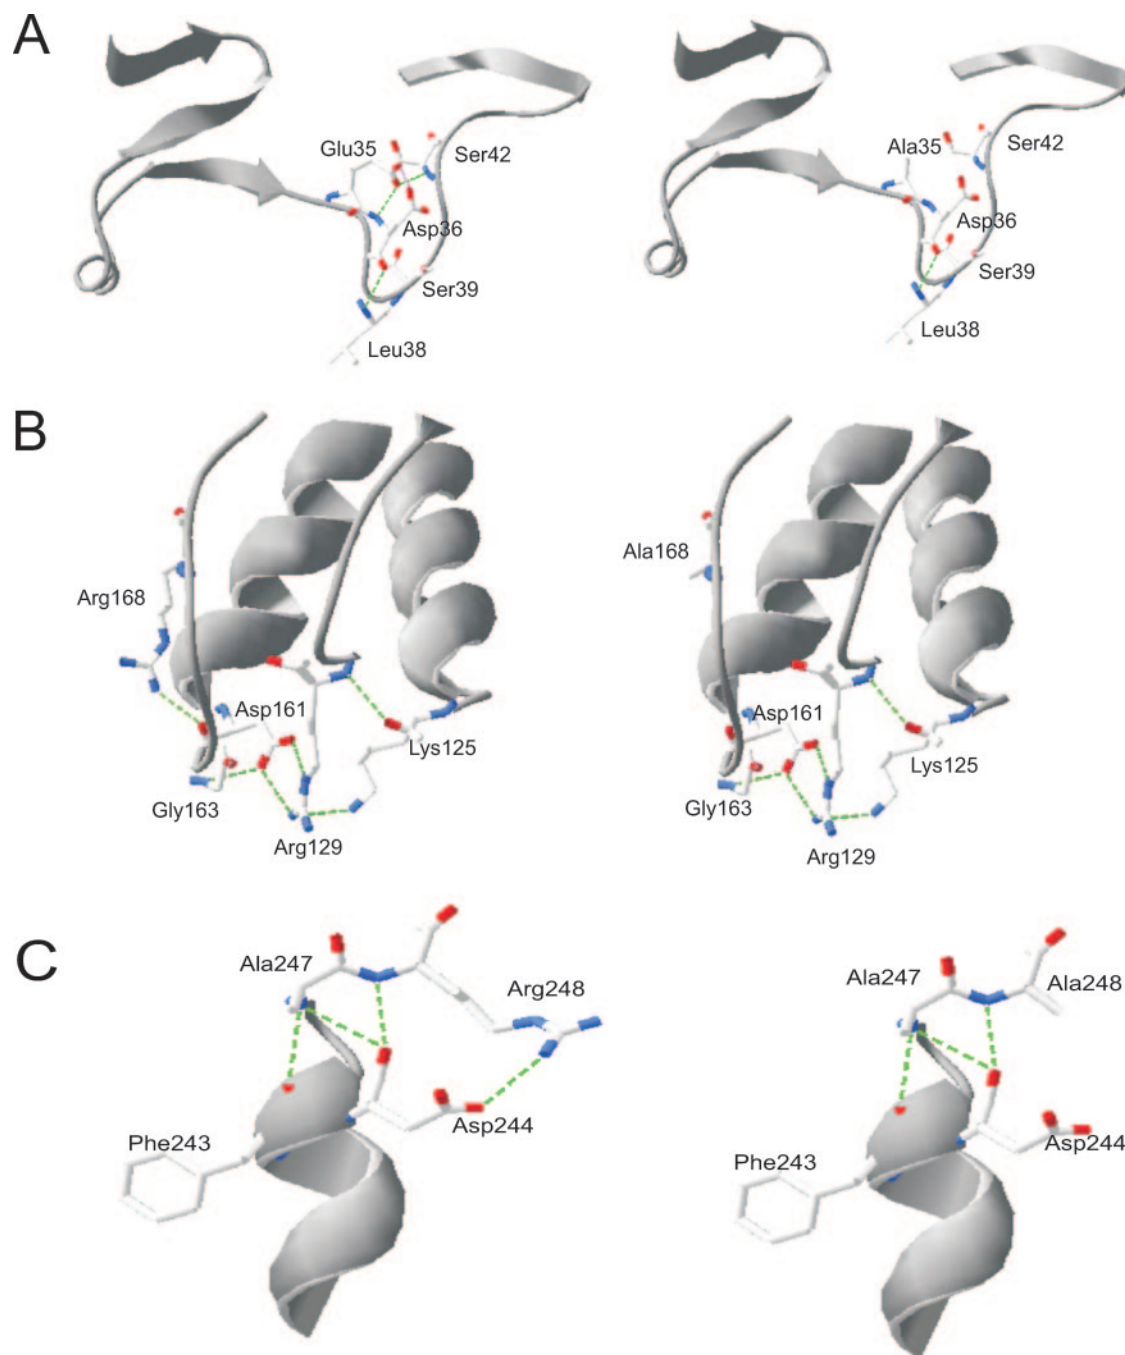 A
Glu35
Ser42
Asp36
Ser39
Leu38
Ala35
Ser42
Asp36
Ser39
Leu38
B
Arg168
Asp161
Lys125
Gly163
Arg129
Ala168
Asp161
Lys125
Gly163
Arg129
C
Ala247
Arg248
Asp244
Phe243
Ala247
Ala248
Asp244
Phe243